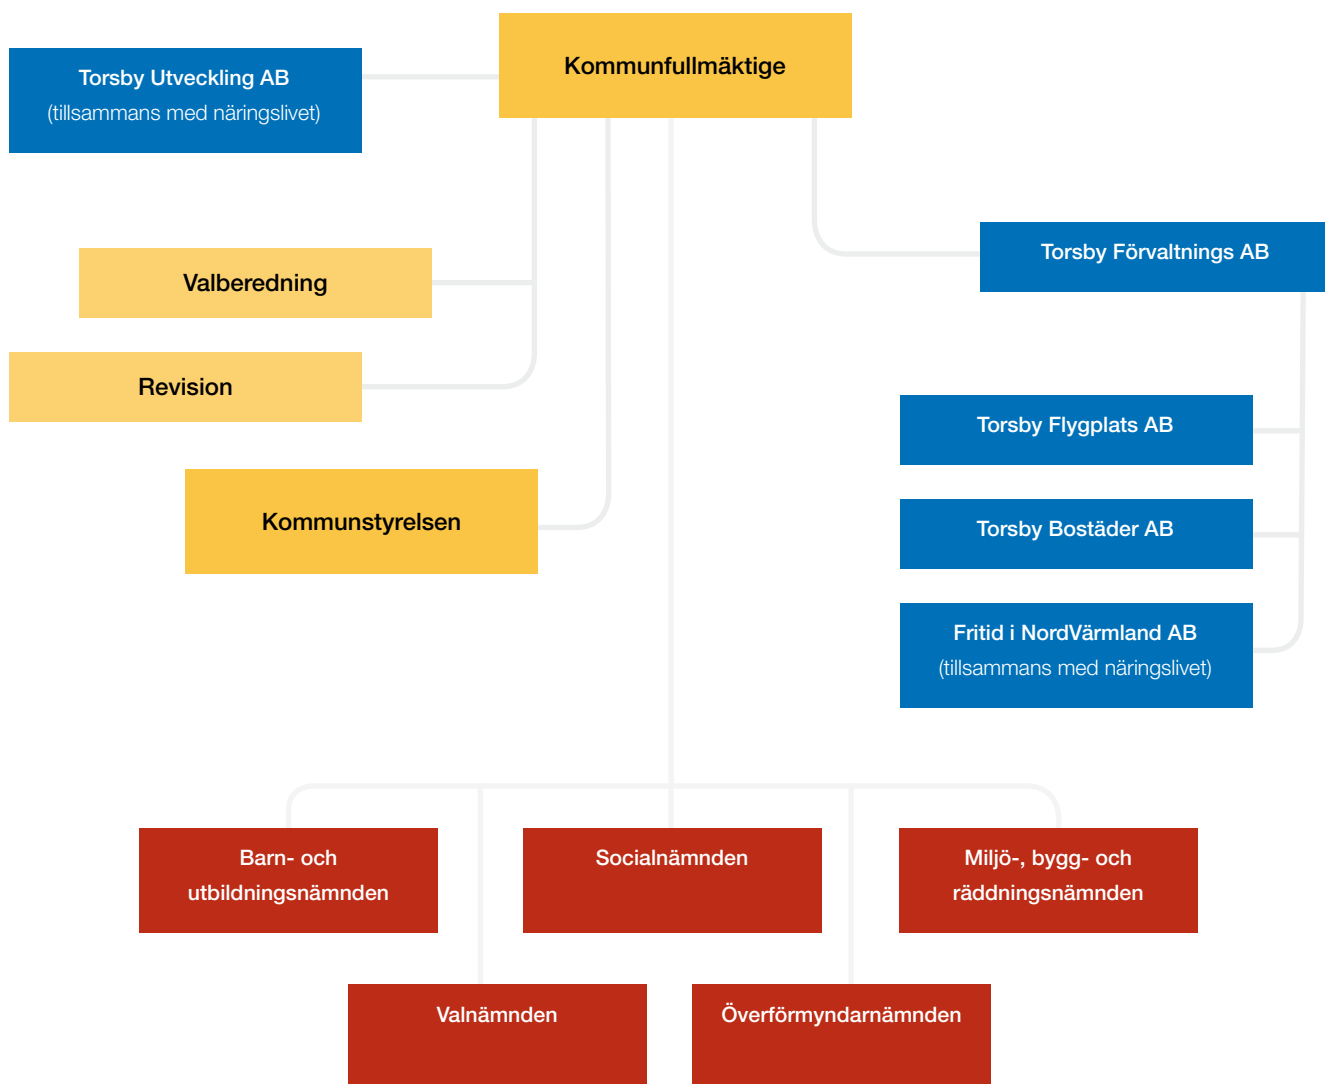 Kommunfullmäktige
Torsby Utveckling AB
(tillsammans med näringslivet)
Torsby Förvaltnings AB
Valberedning
Revision
Kommunstyrelsen
Torsby Flygplats AB
Torsby Bostäder AB
Fritid i NordVärmland AB
(tillsammans med näringslivet)
Barn- och
utbildningsnämnden
Socialnämnden
Miljö-, bygg- och
räddningsnämnden
Valnämnden
Överförmyndarnämnden